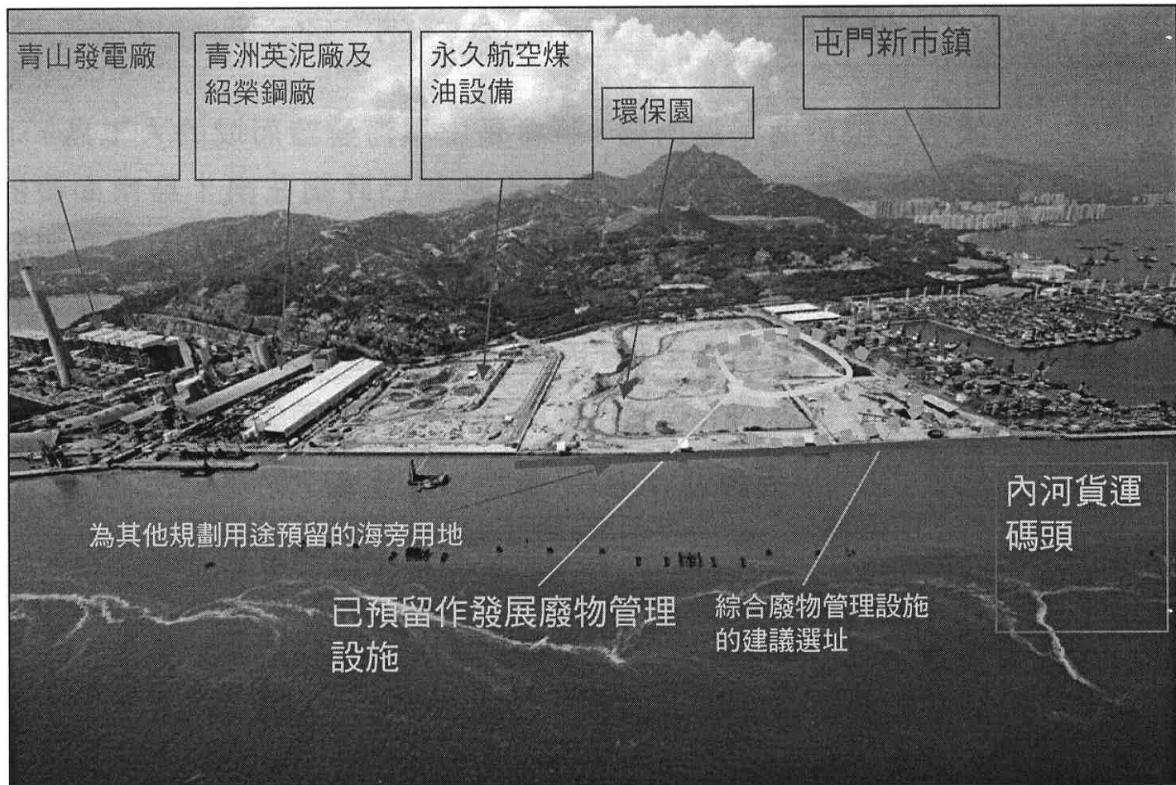 青山發電廠
青洲英泥廠及
紹榮鋼廠
永久航空煤
油設備
環保園
屯門新市鎮
為其他規劃用途預留的海旁用地
已預留作發展廢物管理
設施
綜合廢物管理設施
的建議選址
內河貨運
碼頭